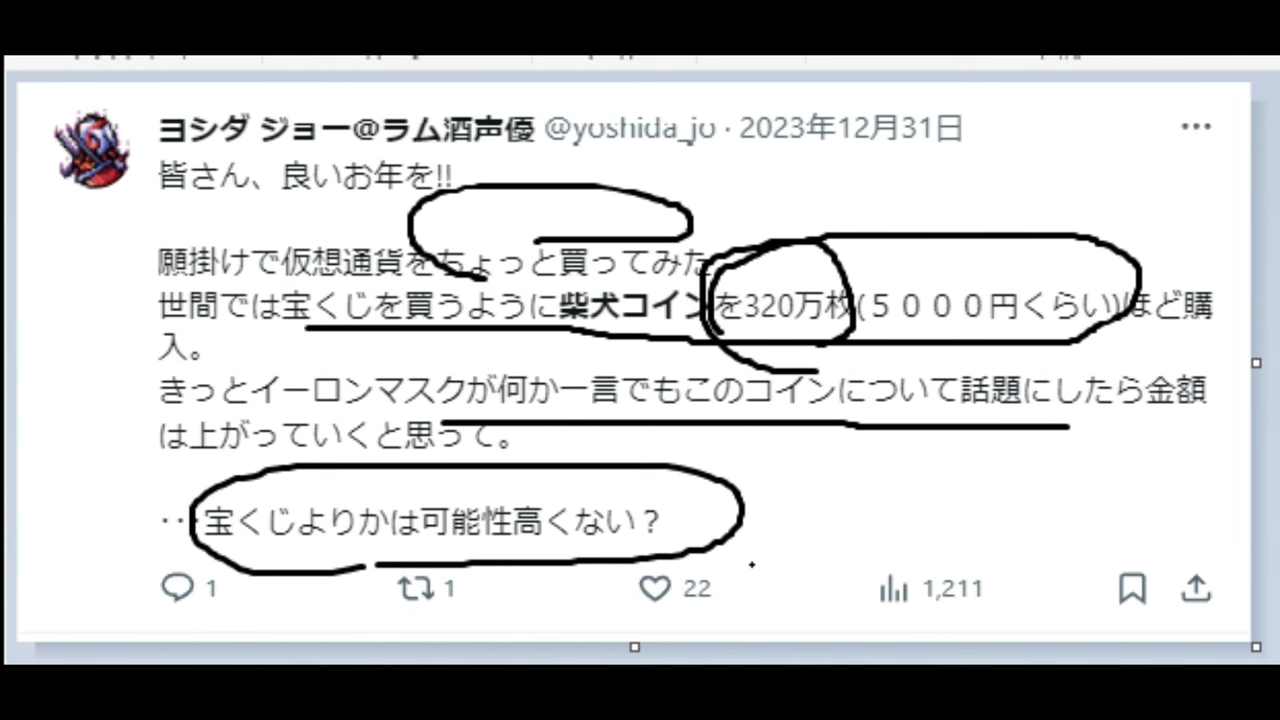 ヨシダ ジョー@ラム酒声優 @yoshida_jo · 2023年12月31日
皆さん、良いお年を!!
願掛けで仮想通貨をちょっと買ってみた
世間では宝くじを買うように柴犬コインを320万枚(５０００円くらい)ほど購
入。
きっとイーロンマスクが何か一言でもこのコインについて話題にしたら金額
は上がっていくと思って。
‥宝くじよりかは可能性高くない？
1 1 22 1,211